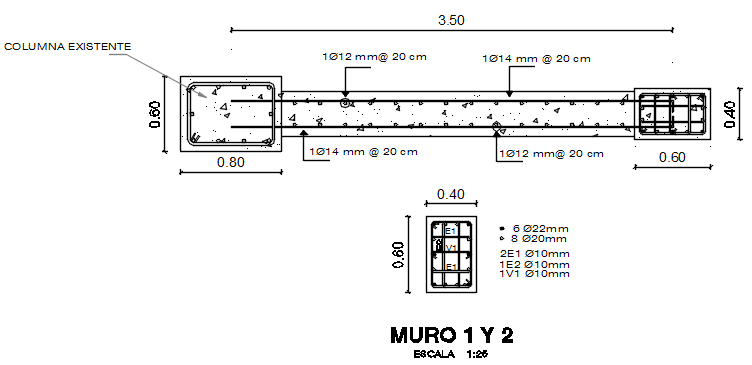 3.50
COLUMNA EXISTENTE
1Ø12 mm@ 20 cm
1Ø14 mm@ 20 cm
0.60
0.40
1Ø14 mm @ 20 cm
1Ø12 mm@ 20 cm
0.80
0.60
0.40
0.60
E1
V1
E1
6 Ø22mm
8 Ø20mm
2E1 Ø10mm
1E2 Ø10mm
1V1 Ø10mm
MURO 1 Y 2
ESCALA 1:25